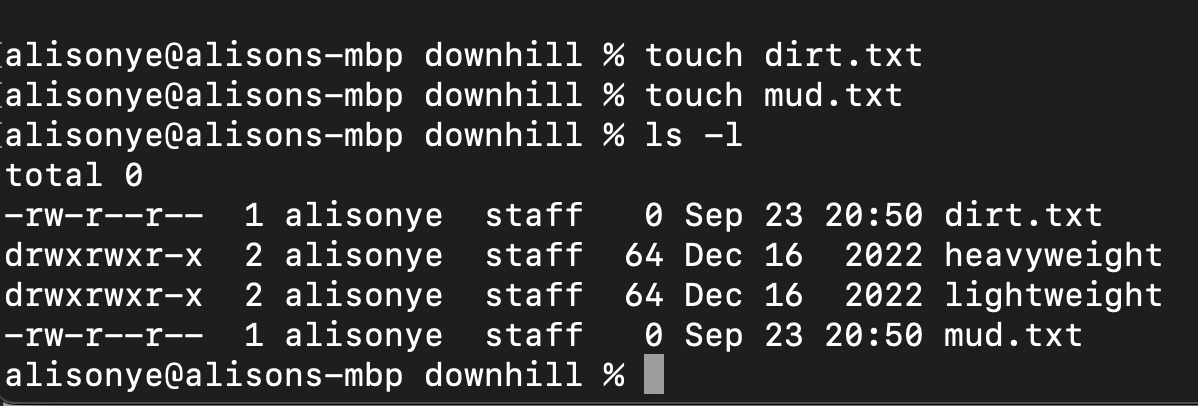 alisonye@alisons-mbp downhill % touch dirt.txt
alisonye@alisons-mbp downhill % touch mud.txt
alisonye@alisons-mbp downhill % ls -l
total 0
-rw-r--r--  1 alisonye  staff   0 Sep 23 20:50 dirt.txt
drwxrwxr-x  2 alisonye  staff  64 Dec 16  2022 heavyweight
drwxrwxr-x  2 alisonye  staff  64 Dec 16  2022 lightweight
-rw-r--r--  1 alisonye  staff   0 Sep 23 20:50 mud.txt
alisonye@alisons-mbp downhill %